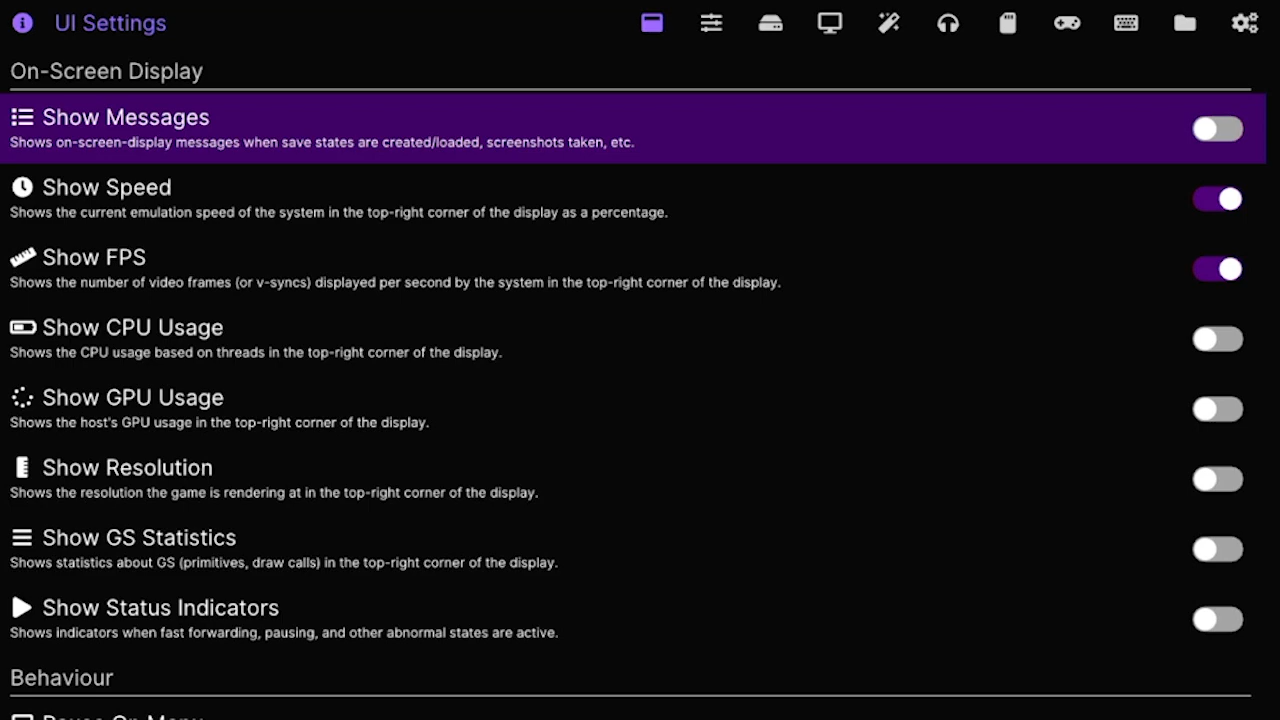 UI Settings
On-Screen Display
Show Messages
Shows on-screen-display messages when save states are created/loaded, screenshots taken, etc.
Show Speed
Shows the current emulation speed of the system in the top-right corner of the display as a percentage.
Show FPS
Shows the number of video frames (or v-syncs) displayed per second by the system in the top-right corner of the display.
Show CPU Usage
Shows the CPU usage based on threads in the top-right corner of the display.
Show GPU Usage
Shows the host's GPU usage in the top-right corner of the display.
Show Resolution
Shows the resolution the game is rendering at in the top-right corner of the display.
Show GS Statistics
Shows statistics about GS (primitives, draw calls) in the top-right corner of the display.
Show Status Indicators
Shows indicators when fast forwarding, pausing, and other abnormal states are active.
Behaviour
Pause On Menu